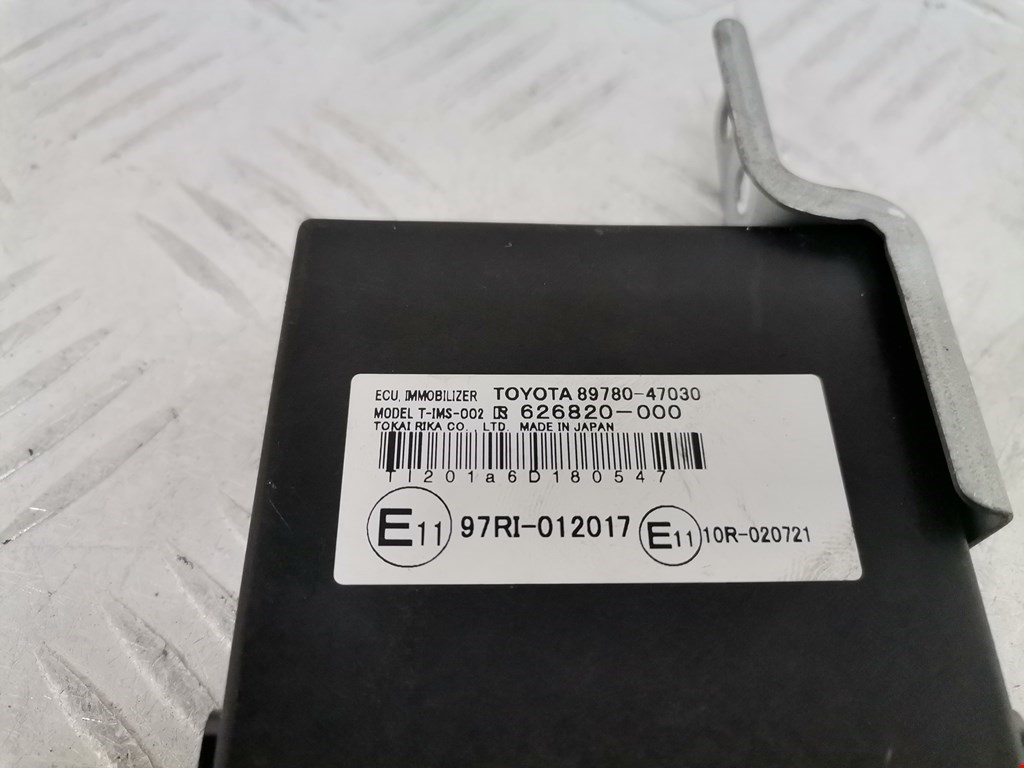 ECU, IMMOBILIZER TOYOTA 89780-47030
MODEL T-IMS-002 626820-000
TOKAI RIKA CO., LTD. MADE IN JAPAN
TI201a6D180547
E11 97RI-012017 E11 10R-020721